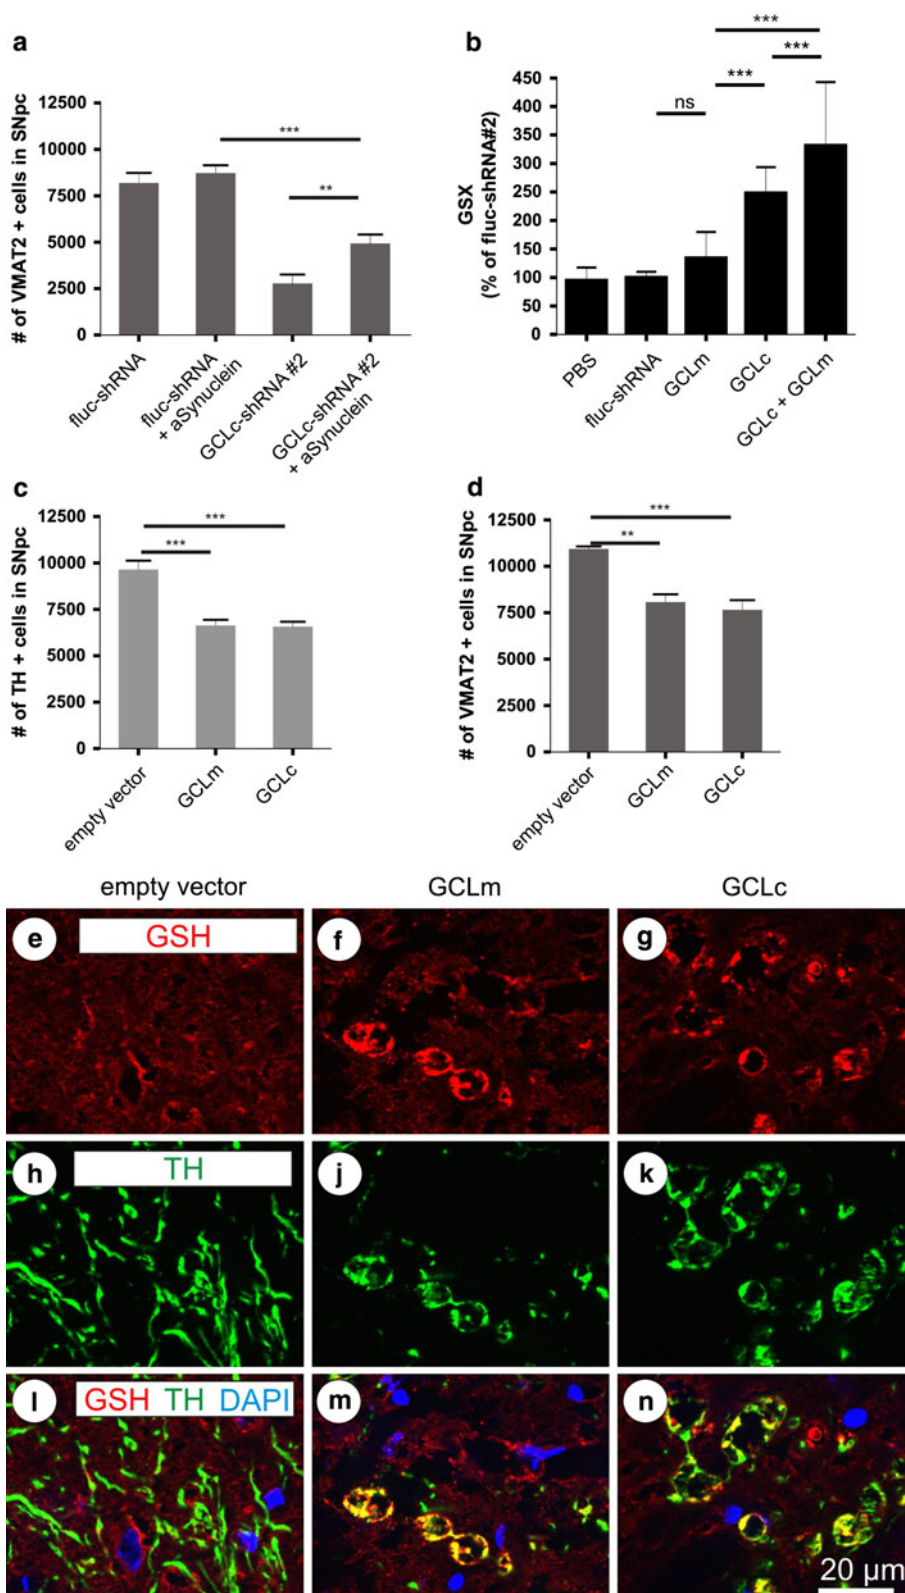 a
# of VMAT2 + cells in SNpc
12500
10000
7500
5000
2500
0
***
**
fluc-shRNA
fluc-shRNA
+ aSynuclein
GCLc-shRNA #2
GCLc-shRNA #2
+ aSynuclein
b
GSX
(% of fluc-shRNA#2)
450
400
350
300
250
200
150
100
50
0
***
***
***
ns
PBS
fluc-shRNA
GCLm
GCLc
GCLc + GCLm
c
# of TH + cells in SNpc
12500
10000
7500
5000
2500
0
***
***
empty vector
GCLm
GCLc
d
# of VMAT2 + cells in SNpc
12500
10000
7500
5000
2500
0
***
**
empty vector
GCLm
GCLc
empty vector
GCLm
GCLc
e
GSH
f
g
h
TH
j
k
l
GSH TH DAPI
m
n
20 µm